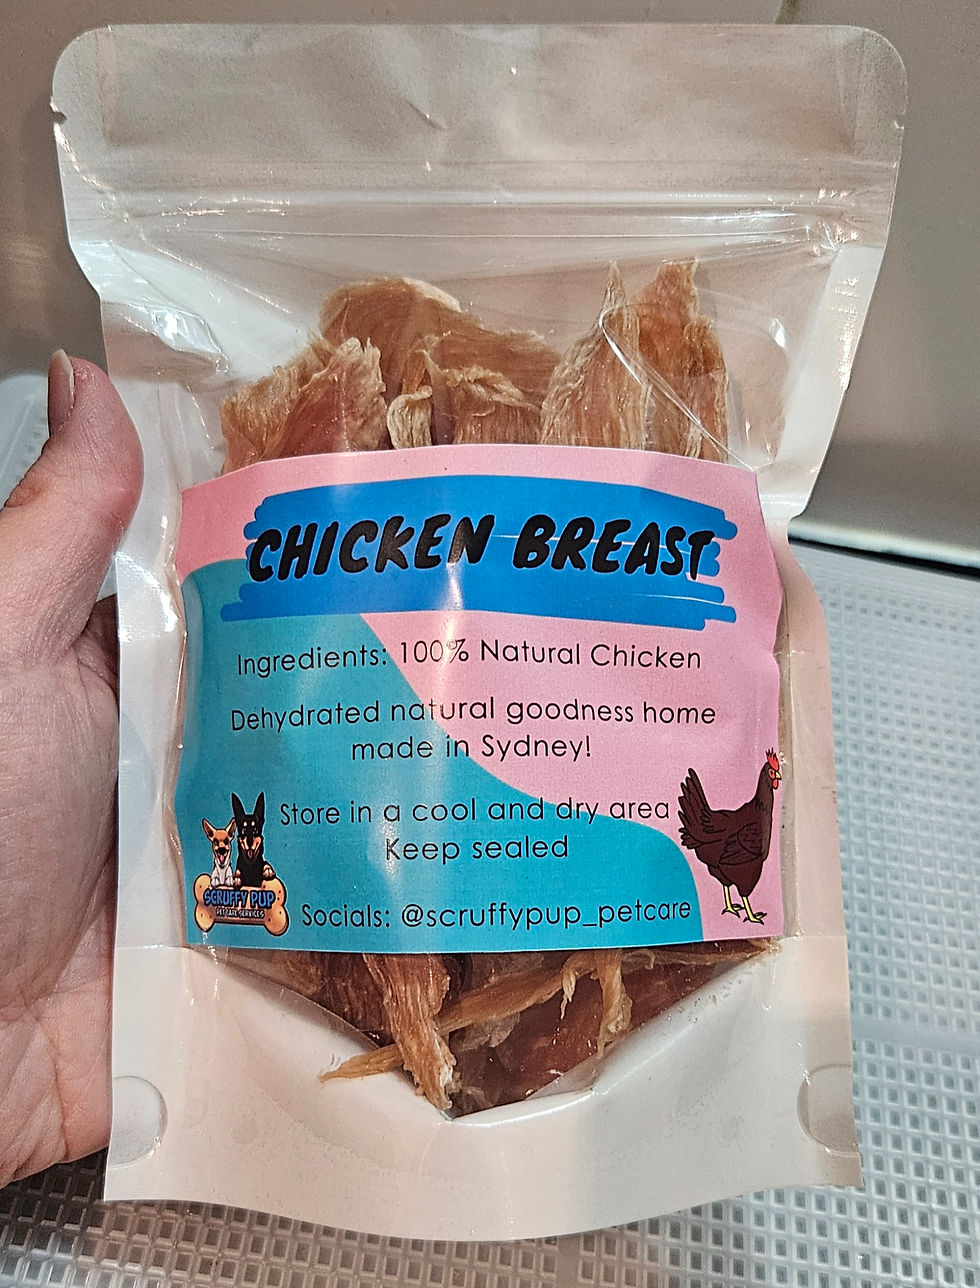 CHICKEN BREAST
Ingredients: 100% Natural Chicken
Dehydrated natural goodness home
made in Sydney!
Store in a cool and dry area
Keep sealed
SCRUFFY PUP
PET CARE SERVICES
Socials: @scruffypup_petcare